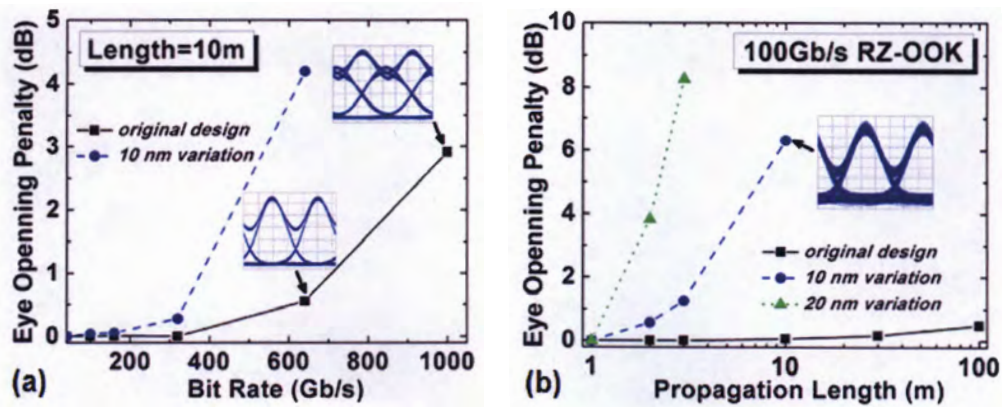 Length=10m
original design
10 nm variation
Eye Openning Penalty (dB)
5
4
3
2
1
0
200
400
600
800
1000
Bit Rate (Gb/s)
(a)
100Gb/s RZ-OOK
original design
10 nm variation
20 nm variation
Eye Openning Penalty (dB)
10
8
6
4
2
0
1
10
100
Propagation Length (m)
(b)